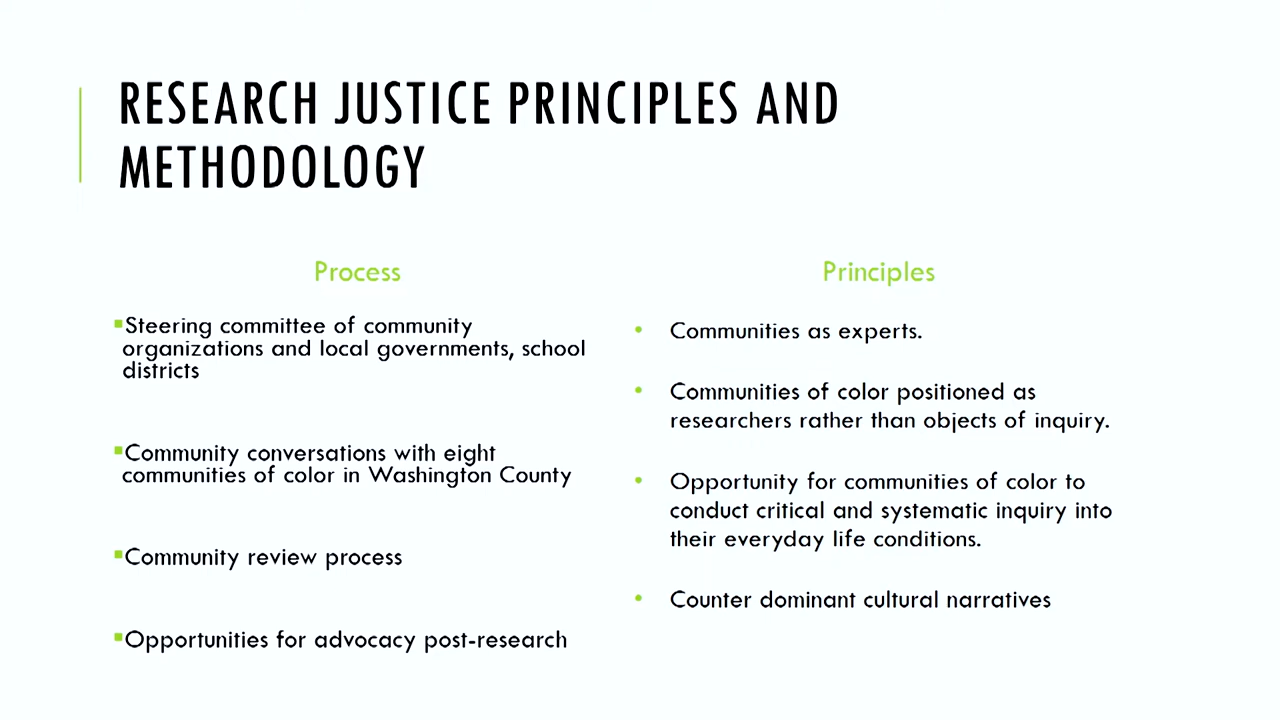 RESEARCH JUSTICE PRINCIPLES AND
METHODOLOGY
Process
▪Steering committee of community
organizations and local governments, school
districts
▪Community conversations with eight
communities of color in Washington County
▪Community review process
▪Opportunities for advocacy post-research
Principles
• Communities as experts.
• Communities of color positioned as
researchers rather than objects of inquiry.
• Opportunity for communities of color to
conduct critical and systematic inquiry into
their everyday life conditions.
• Counter dominant cultural narratives